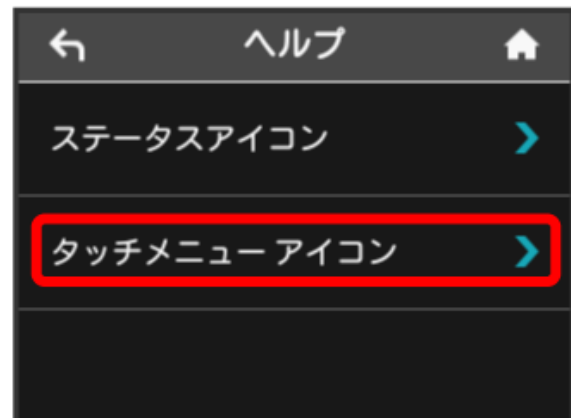 ヘルプ
ステータスアイコン
タッチメニュー アイコン